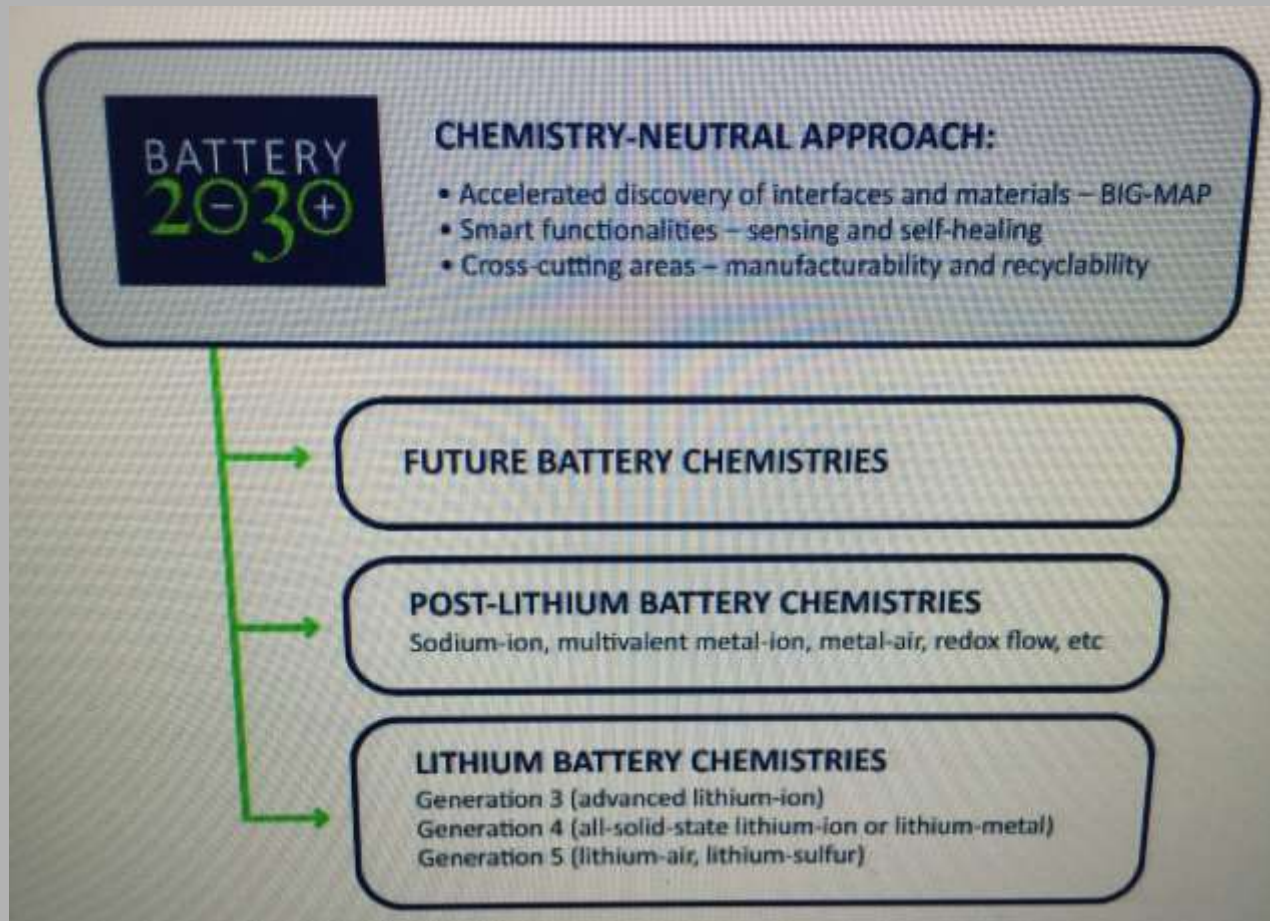 BATTERY
2030
CHEMISTRY-NEUTRAL APPROACH:
• Accelerated discovery of interfaces and materials – BIG-MAP
• Smart functionalities – sensing and self-healing
• Cross-cutting areas – manufacturability and recyclability
FUTURE BATTERY CHEMISTRIES
POST-LITHIUM BATTERY CHEMISTRIES
Sodium-ion, multivalent metal-ion, metal-air, redox flow, etc
LITHIUM BATTERY CHEMISTRIES
Generation 3 (advanced lithium-ion)
Generation 4 (all-solid-state lithium-ion or lithium-metal)
Generation 5 (lithium-air, lithium-sulfur)